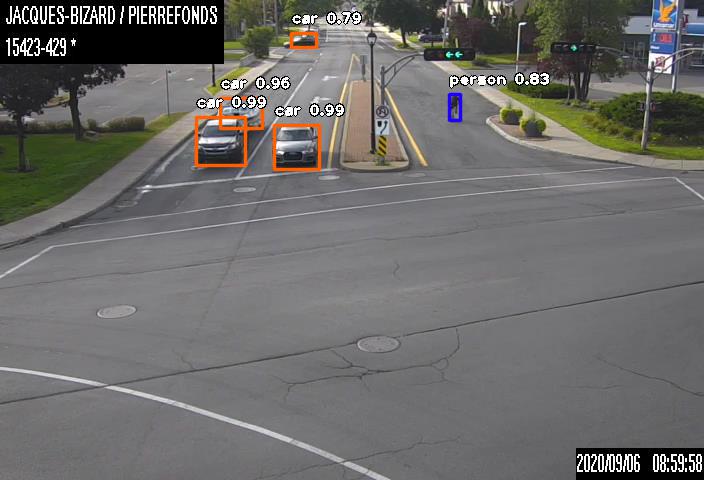 JACQUES-BIZARD / PIERREFONDS
15423-429 *
car 0.79
car 0.96
car 0.99
car 0.99
person 0.83
2020/09/06 08:59:58